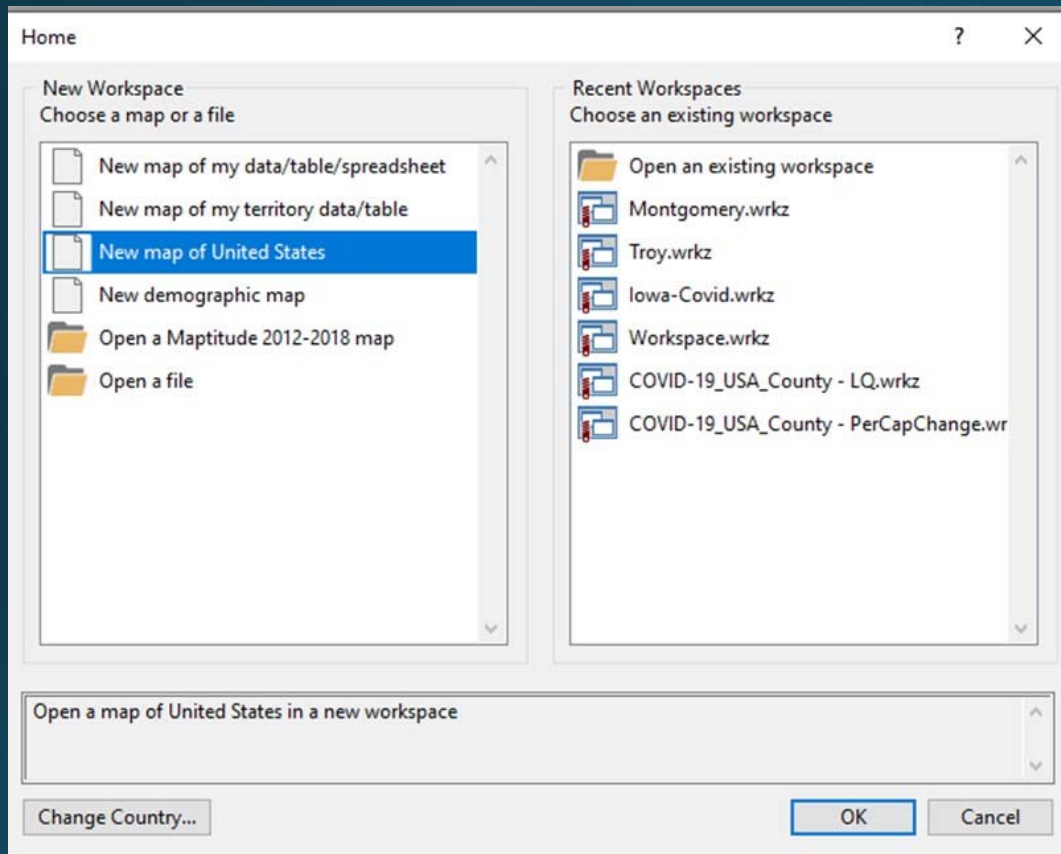 Home
?
New Workspace
Choose a map or a file
New map of my data/table/spreadsheet
New map of my territory data/table
New map of United States
New demographic map
Open a Maptitude 2012-2018 map
Open a file
Recent Workspaces
Choose an existing workspace
Open an existing workspace
Montgomery.wrkz
Troy.wrkz
Iowa-Covid.wrkz
Workspace.wrkz
COVID-19_USA_County - LQ.wrkz
COVID-19_USA_County - PerCapChange.wr
Open a map of United States in a new workspace
Change Country...
OK
Cancel